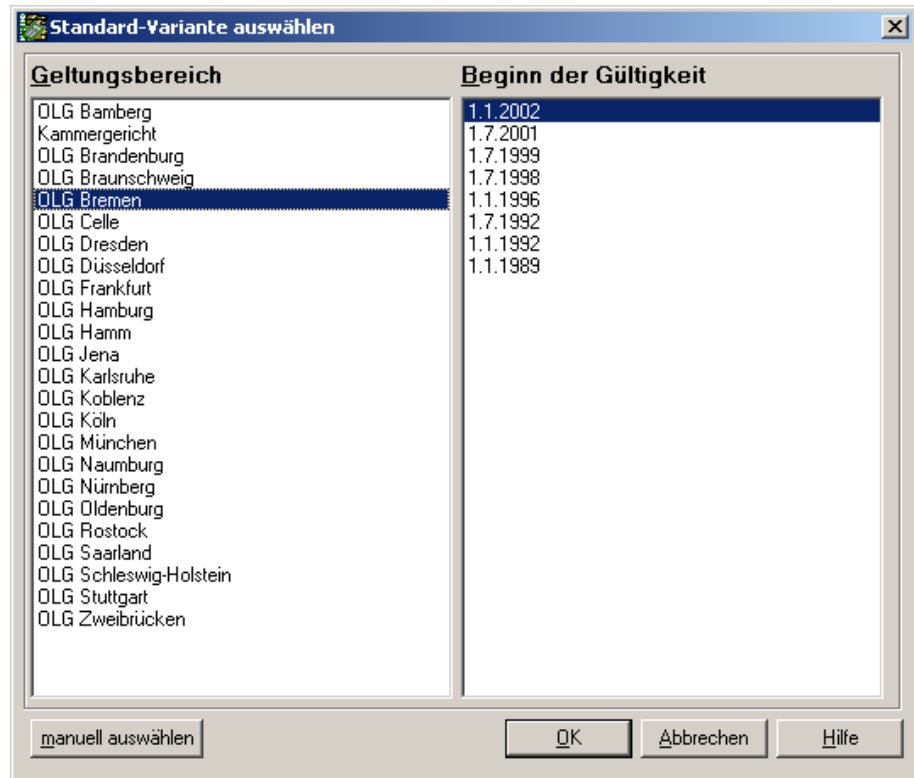 Standard-Variante auswählen
Geltungsbereich
OLG Bamberg
Kammergericht
OLG Brandenburg
OLG Braunschweig
OLG Bremen
OLG Celle
OLG Dresden
OLG Düsseldorf
OLG Frankfurt
OLG Hamburg
OLG Hamm
OLG Jena
OLG Karlsruhe
OLG Koblenz
OLG Köln
OLG München
OLG Naumburg
OLG Nürnberg
OLG Oldenburg
OLG Rostock
OLG Saarland
OLG Schleswig-Holstein
OLG Stuttgart
OLG Zweibrücken
Beginn der Gültigkeit
1.1.2002
1.7.2001
1.7.1999
1.7.1998
1.1.1996
1.7.1992
1.1.1992
1.1.1989
manuell auswählen
OK
Abbrechen
Hilfe